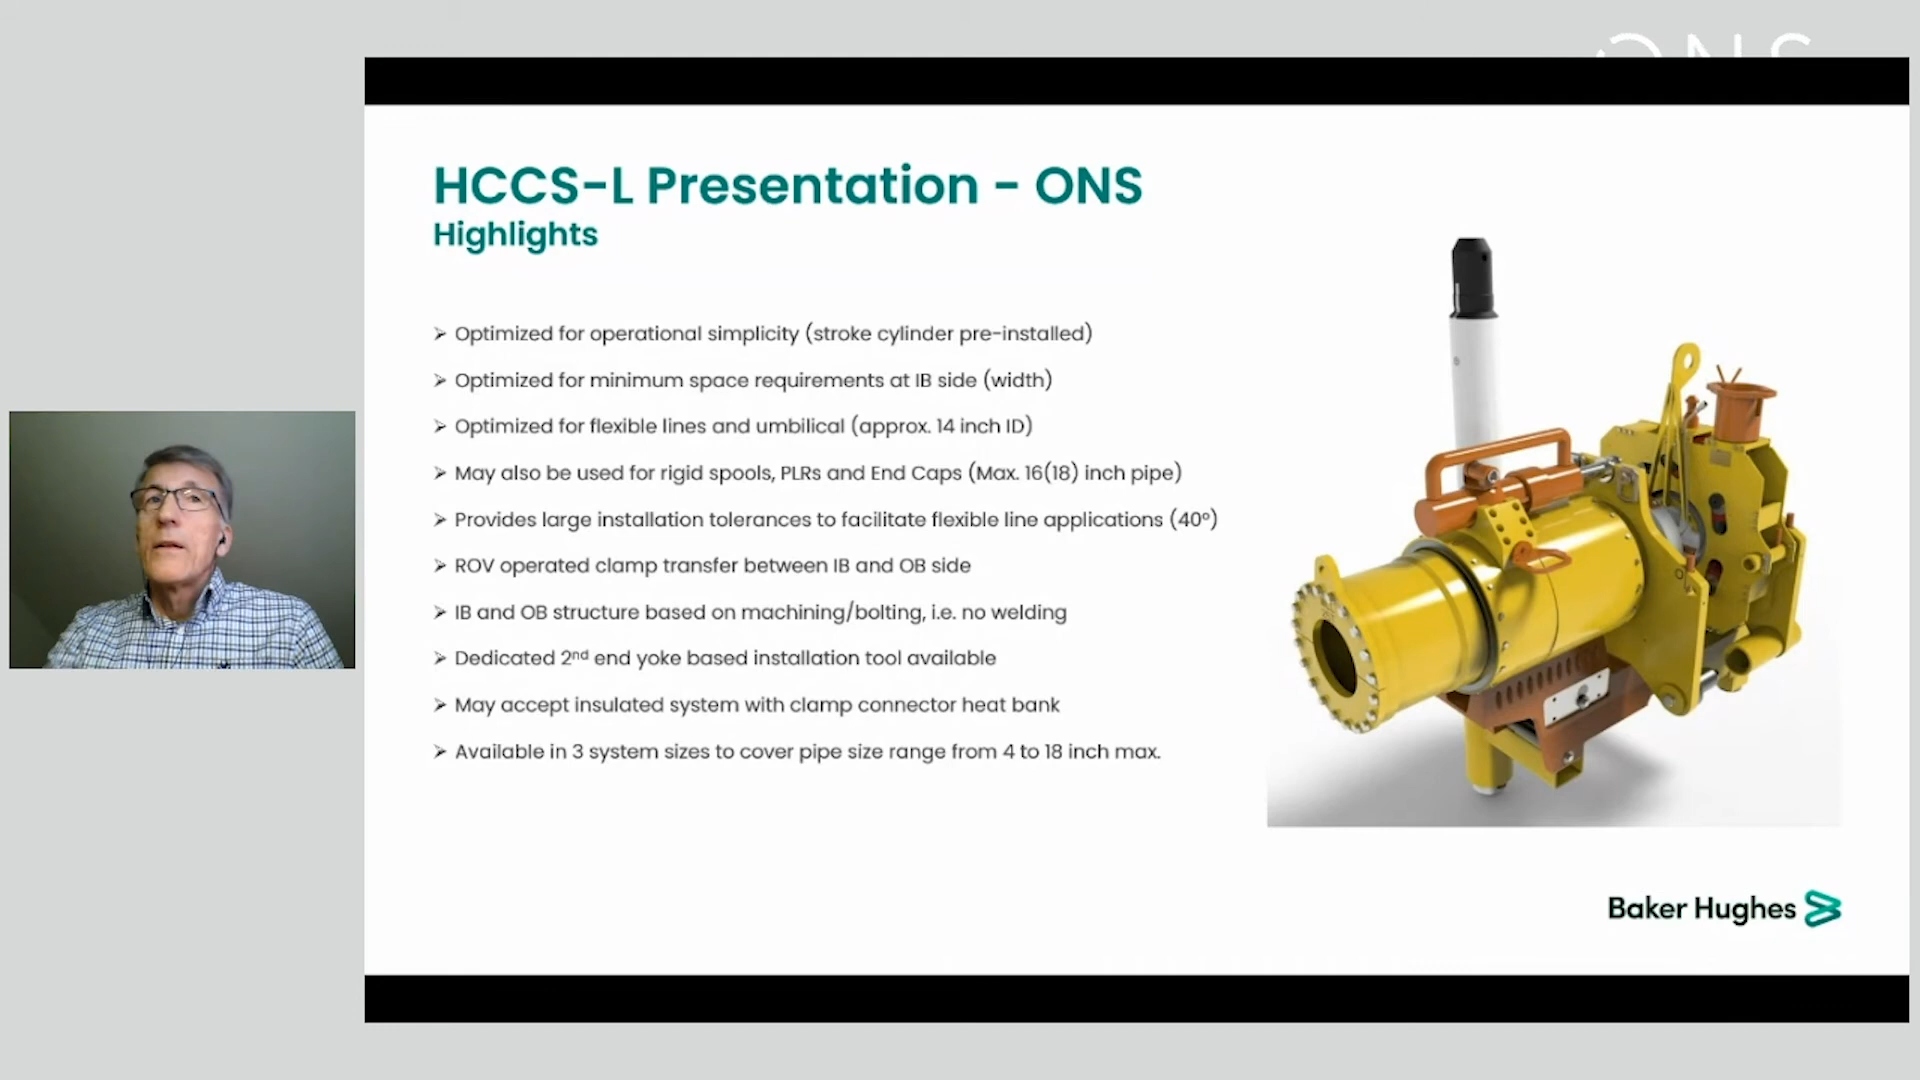 ONS
HCCS-L Presentation - ONS
Highlights
➢ Optimized for operational simplicity (stroke cylinder pre-installed)
➢ Optimized for minimum space requirements at IB side (width)
➢ Optimized for flexible lines and umbilical (approx. 14 inch ID)
➢ May also be used for rigid spools, PLRs and End Caps (Max. 16(18) inch pipe)
➢ Provides large installation tolerances to facilitate flexible line applications (40°)
➢ ROV operated clamp transfer between IB and OB side
➢ IB and OB structure based on machining/bolting, i.e. no welding
➢ Dedicated 2nd end yoke based installation tool available
➢ May accept insulated system with clamp connector heat bank
➢ Available in 3 system sizes to cover pipe size range from 4 to 18 inch max.
Baker Hughes